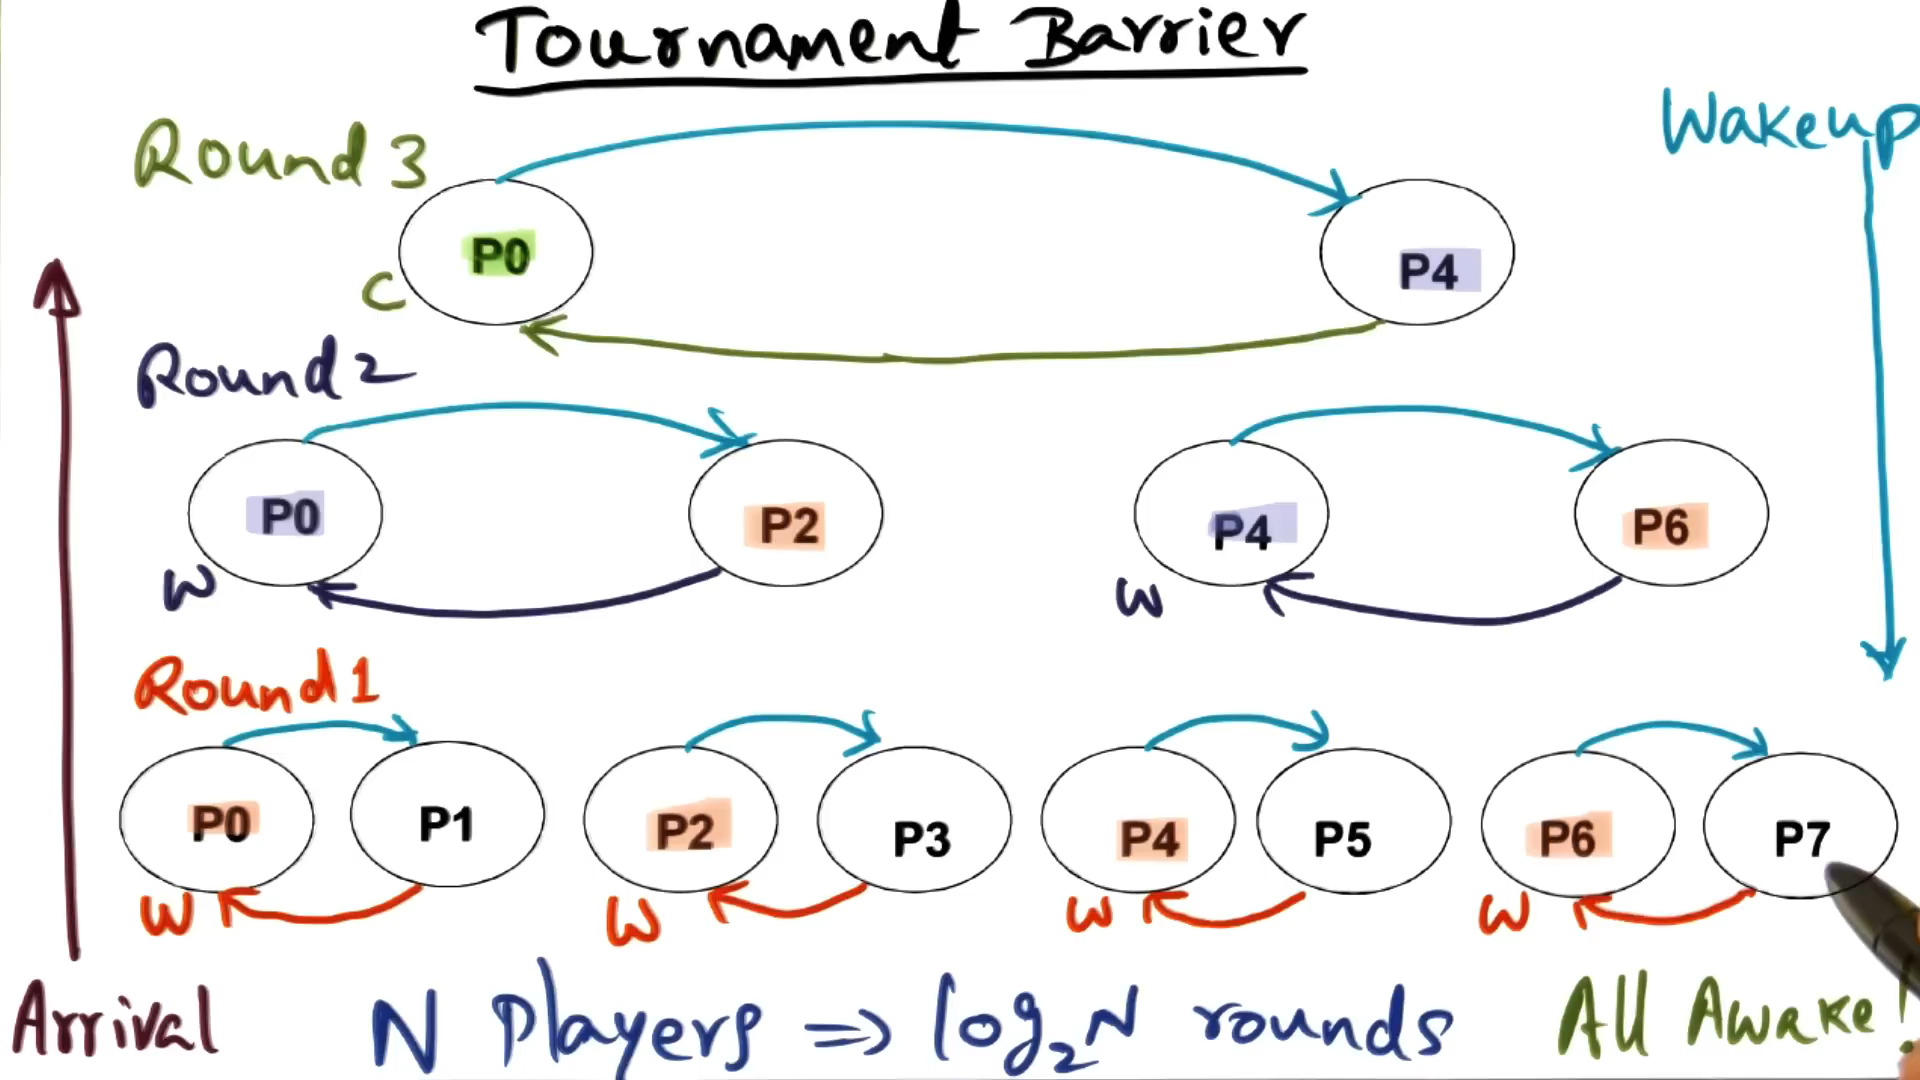 Tournament Barrier
Wakeup
Round 3
P0 P4
C
Round 2
P0 P2 P4 P6
W W
Round 1
P0 P1 P2 P3 P4 P5 P6 P7
W W W W
Arrival N Players => log₂N rounds All Awake!